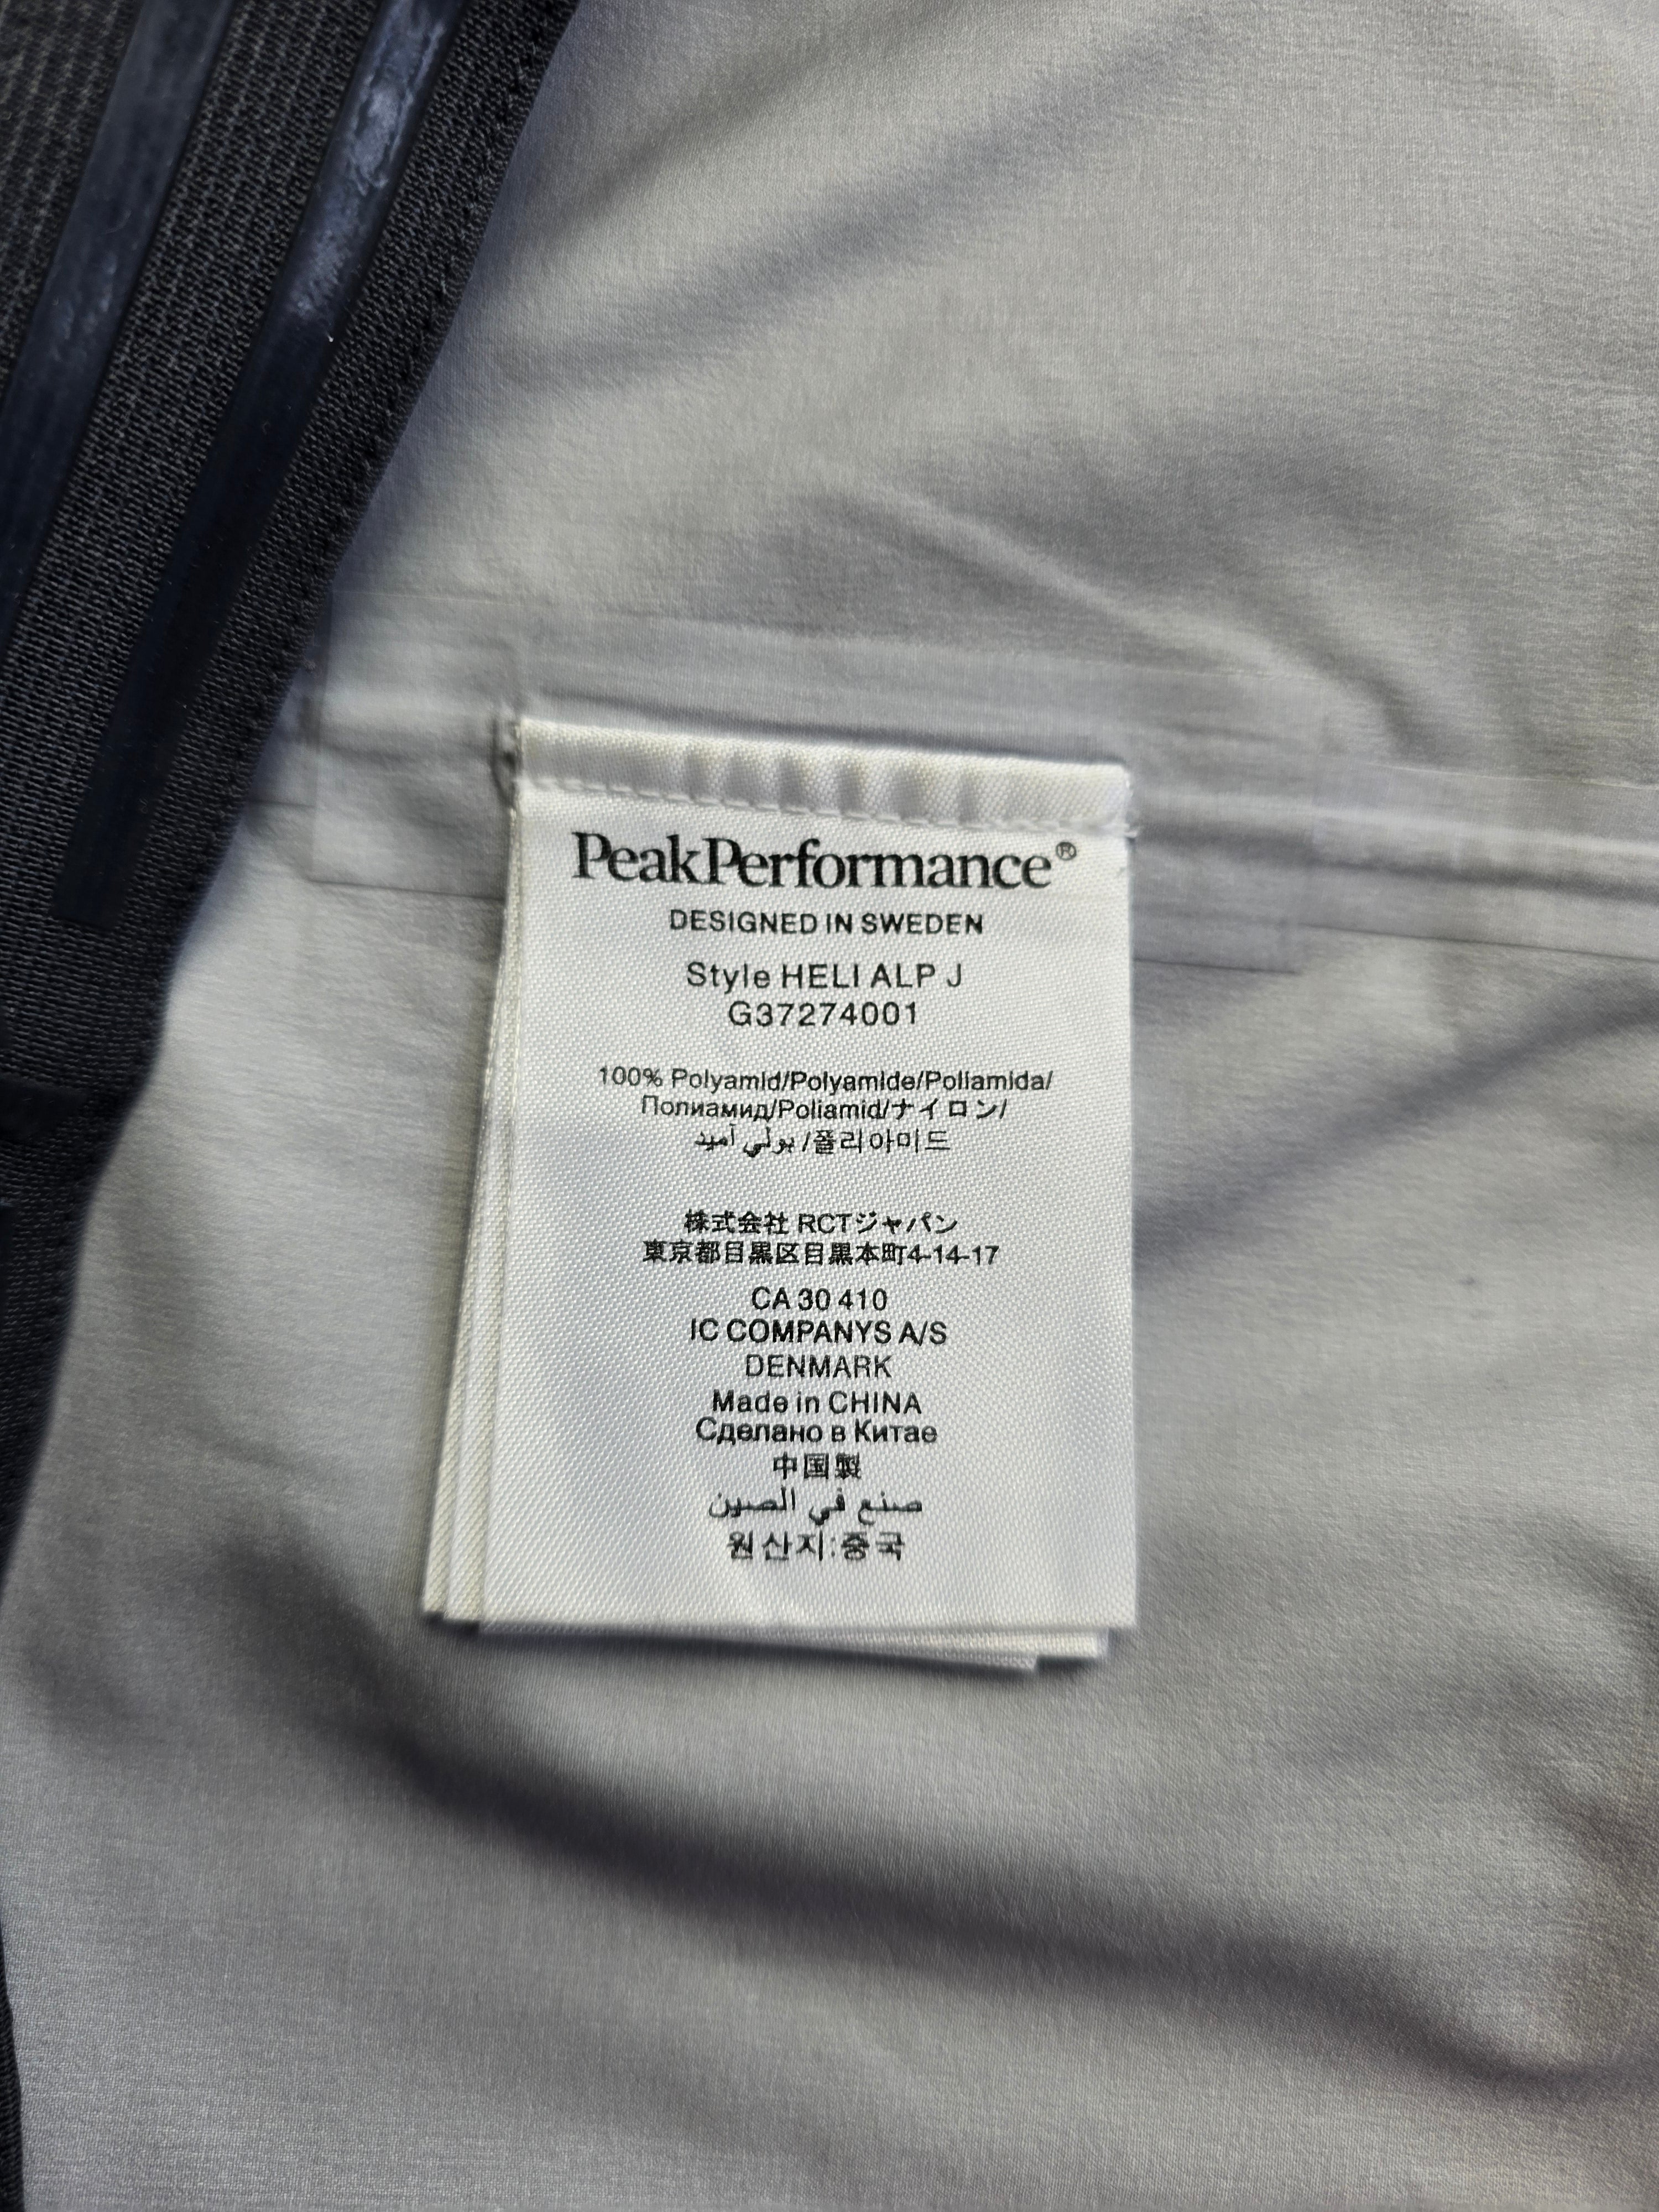 PeakPerformance®
DESIGNED IN SWEDEN
Style HELI ALP J
G37274001
100% Polyamid/Polyamide/Poliamida/
Полиамид/Poliamid/ナイロン/
بولي آميد/폴리아미드
株式会社 RCTジャパン
東京都目黒区目黒本町4-14-17
CA 30 410
IC COMPANYS A/S
DENMARK
Made in CHINA
Сделано в Китае
中国製
صنع في الصين
원산지:중국